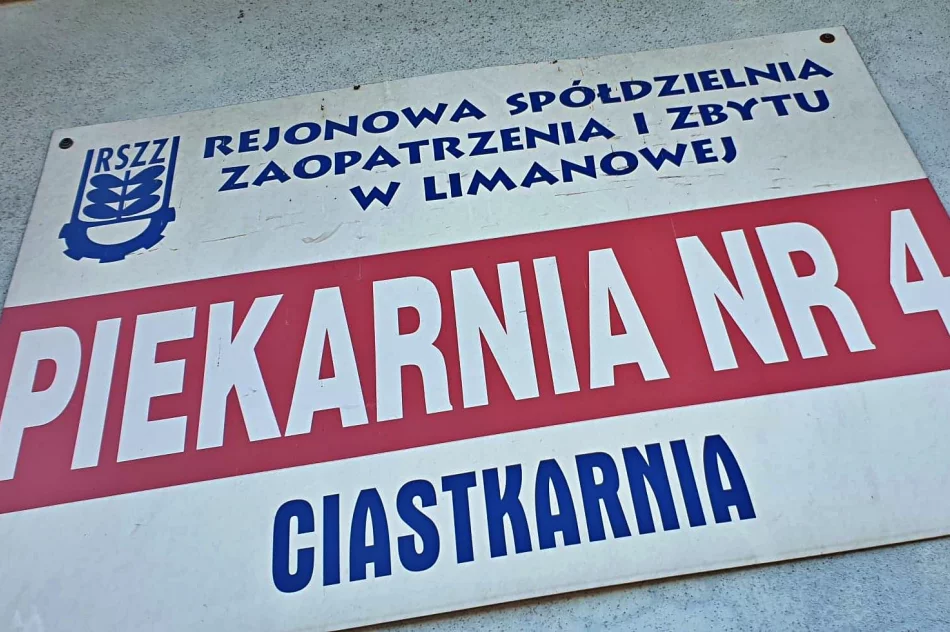 RSZZ
REJONOWA SPÓŁDZIELNIA
ZAOPATRZENIA I ZBYTU
W LIMANOWEJ
PIEKARNIA NR 4
CIASTKARNIA